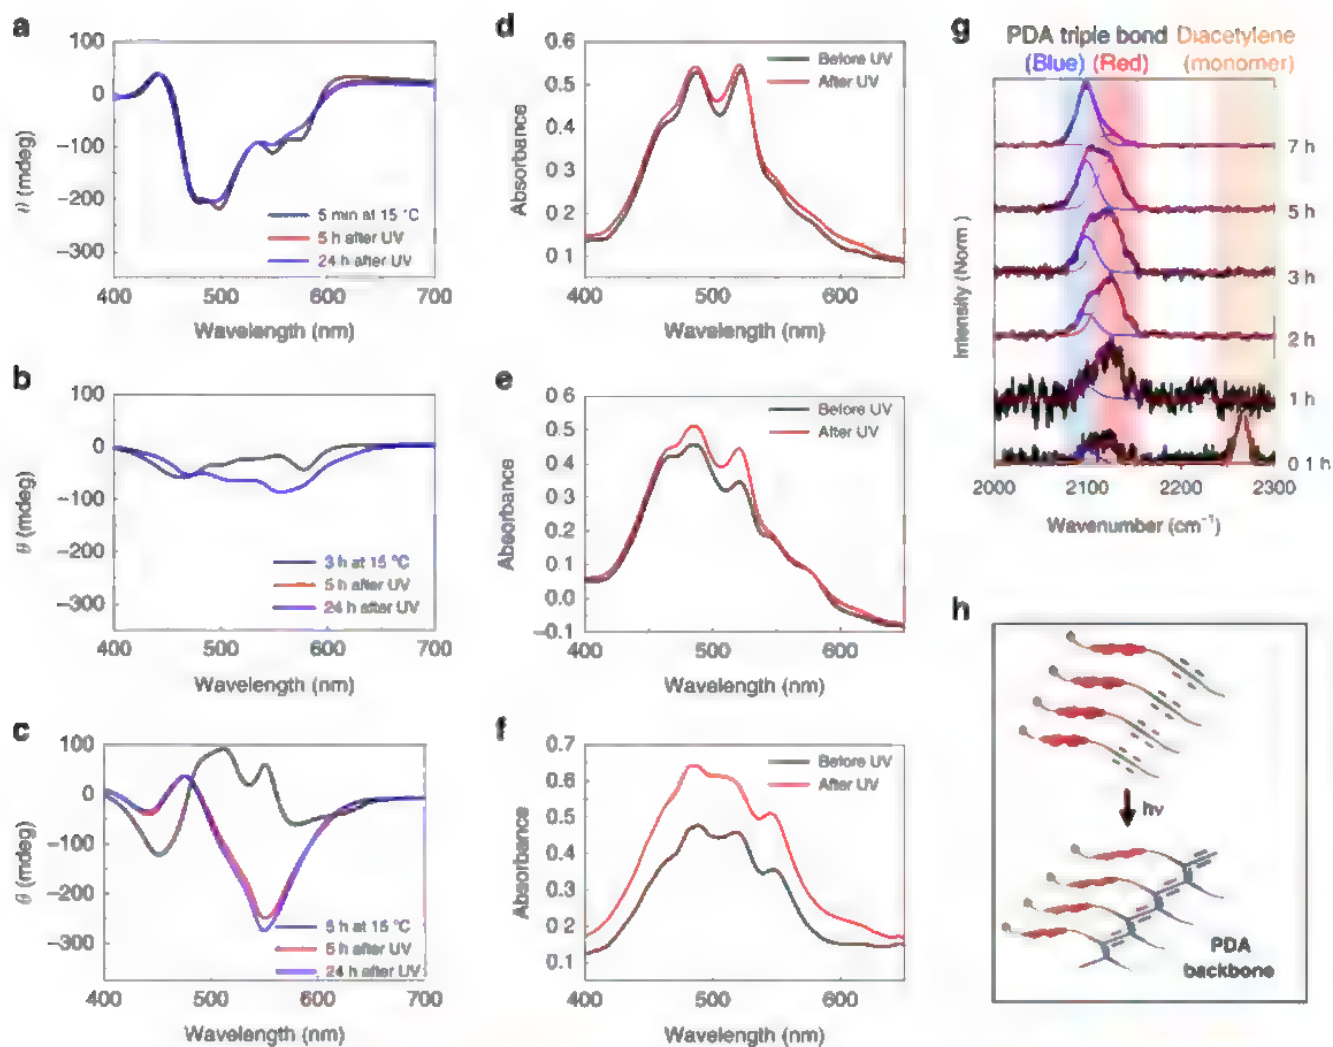 a
100
0
−100
−200
−300
θ (mdeg)
5 min at 15 °C
5 h after UV
24 h after UV
400 500 600 700
Wavelength (nm)
b
100
0
−100
−200
−300
θ (mdeg)
3 h at 15 °C
5 h after UV
24 h after UV
400 500 600 700
Wavelength (nm)
c
100
0
−100
−200
−300
θ (mdeg)
5 h at 15 °C
5 h after UV
24 h after UV
400 500 600 700
Wavelength (nm)
d
0.6
0.5
0.4
0.3
0.2
0.1
Absorbance
Before UV
After UV
400 500 600
Wavelength (nm)
e
0.6
0.5
0.4
0.3
0.2
0.1
0.0
−0.1
Absorbance
Before UV
After UV
400 500 600
Wavelength (nm)
f
0.7
0.6
0.5
0.4
0.3
0.2
0.1
Absorbance
Before UV
After UV
400 500 600
Wavelength (nm)
g
PDA triple bond Diacetylene
(Blue) (Red) (monomer)
Intensity (Norm )
7 h
5 h
3 h
2 h
1 h
0 1 h
2000 2100 2200 2300
Wavenumber (cm⁻¹)
h
hν
PDA
backbone